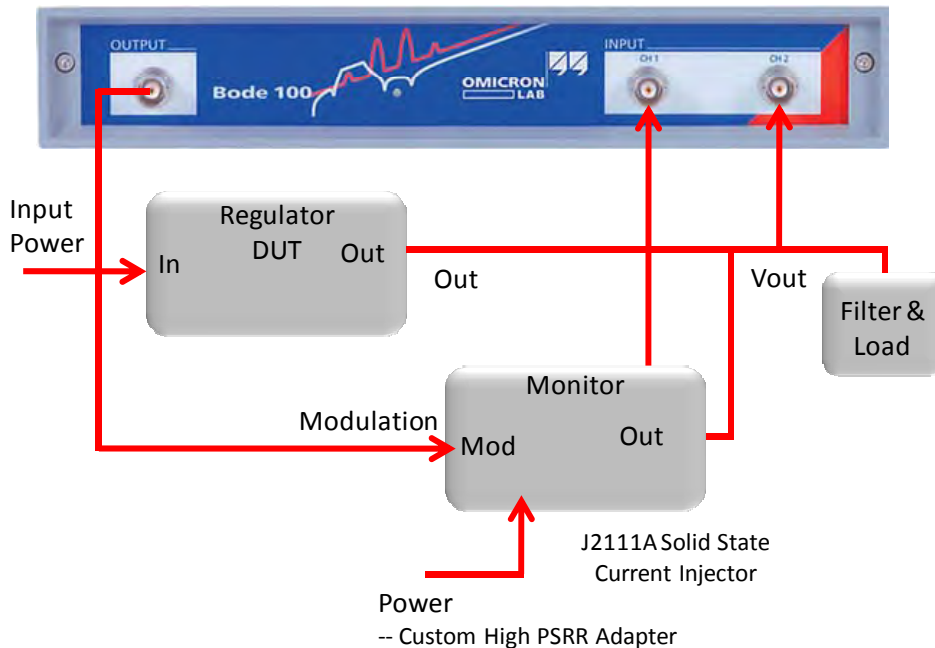 OUTPUT
INPUT
CH 1
CH 2
Bode 100
OMICRON
LAB
Input
Power
Regulator
DUT
In
Out
Out
Vout
Filter &
Load
Monitor
Modulation
Mod
Out
J2111A Solid State
Current Injector
Power
-- Custom High PSRR Adapter